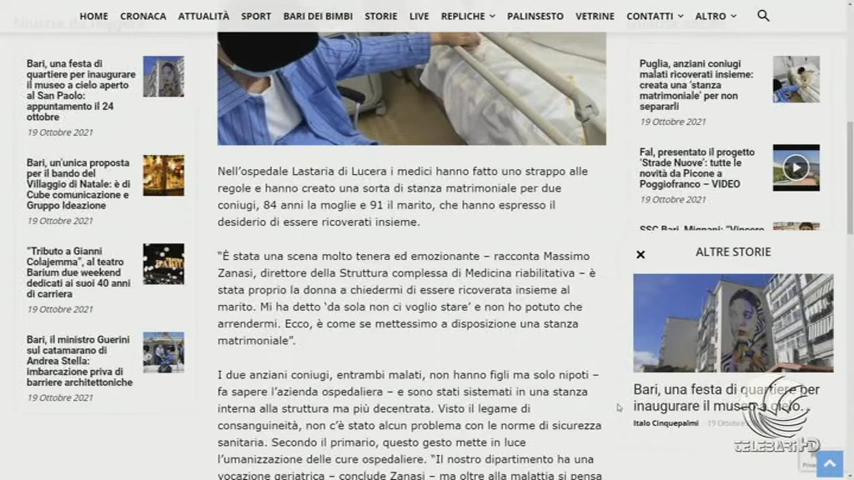 HOME CRONACA ATTUALITÀ SPORT BARI DEI BIMBI STORIE LIVE REPLICHE PALINSESTO VETRINE CONTATTI ALTRO
Bari, una festa di
quartiere per inaugurare
il museo a cielo aperto
al San Paolo:
appuntamento il 24
ottobre
19 Ottobre 2021
Bari, un'unica proposta
per il bando del
Villaggio di Natale: è di
Cube comunicazione e
Gruppo Ideazione
19 Ottobre 2021
"Tributo a Gianni
Colajemma", al teatro
Barium due weekend
dedicati ai suoi 40 anni
di carriera
19 Ottobre 2021
Bari, il ministro Guerini
sul catamarano di
Andrea Stella:
imbarcazione priva di
barriere architettoniche
19 Ottobre 2021
Nell'ospedale Lastaria di Lucera i medici hanno fatto uno strappo alle
regole e hanno creato una sorta di stanza matrimoniale per due
coniugi, 84 anni la moglie e 91 il marito, che hanno espresso il
desiderio di essere ricoverati insieme.
"È stata una scena molto tenera ed emozionante – racconta Massimo
Zanasi, direttore della Struttura complessa di Medicina riabilitativa – è
stata proprio la donna a chiedermi di essere ricoverata insieme al
marito. Mi ha detto 'da sola non ci voglio stare' e non ho potuto che
arrendermi. Ecco, è come se mettessimo a disposizione una stanza
matrimoniale".
I due anziani coniugi, entrambi malati, non hanno figli ma solo nipoti –
fa sapere l'azienda ospedaliera – e sono stati sistemati in una stanza
interna alla struttura ma più decentrata. Visto il legame di
consanguineità, non c'è stato alcun problema con le norme di sicurezza
sanitaria. Secondo il primario, questo gesto mette in luce
l'umanizzazione delle cure ospedaliere. "Il nostro dipartimento ha una
vocazione geriatrica – conclude Zanasi – ma oltre alla malattia si pensa
Puglia, anziani coniugi
malati ricoverati insieme:
creata una 'stanza
matrimoniale' per non
separarli
19 Ottobre 2021
Fal, presentato il progetto
'Strade Nuove': tutte le
novità da Picone a
Poggiofranco – VIDEO
19 Ottobre 2021
SSC Bari, Mignani: "Vincere
ALTRE STORIE
Bari, una festa di quartiere per
inaugurare il museo a cielo...
Italo Cinquepalmi - 19 Ottobre
TELEBARI HD